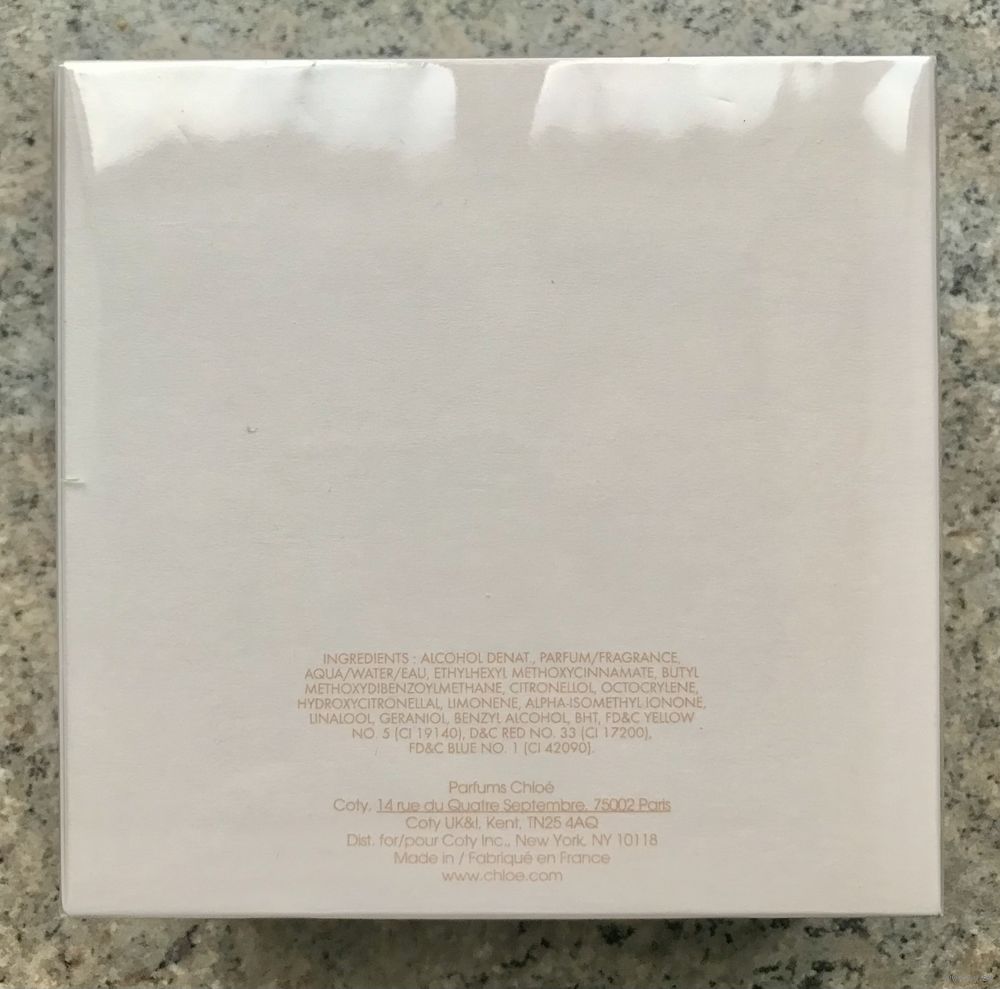 INGREDIENTS : ALCOHOL DENAT., PARFUM/FRAGRANCE,
AQUA/WATER/EAU, ETHYLHEXYL METHOXYCINNAMATE, BUTYL
METHOXYDIBENZOYLMETHANE, CITRONELLOL, OCTOCRYLENE,
HYDROXYCITRONELLAL, LIMONENE, ALPHA-ISOMETHYL IONONE,
LINALOOL, GERANIOL, BENZYL ALCOHOL, BHT, FD&C YELLOW
NO. 5 (CI 19140), D&C RED NO. 33 (CI 17200),
FD&C BLUE NO. 1 (CI 42090).
Parfums Chloé
Coty, 14 rue du Quatre Septembre, 75002 Paris
Coty UK&I, Kent, TN25 4AQ
Dist. for/pour Coty Inc., New York, NY 10118
Made in / Fabriqué en France
www.chloe.com